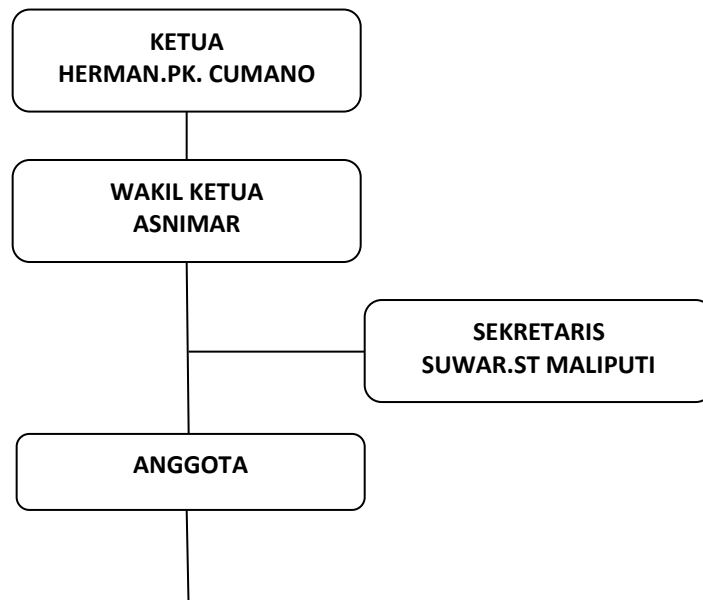 KETUA
HERMAN.PK. CUMANO
WAKIL KETUA
ASNIMAR
SEKRETARIS
SUWAR.ST MALIPUTI
ANGGOTA